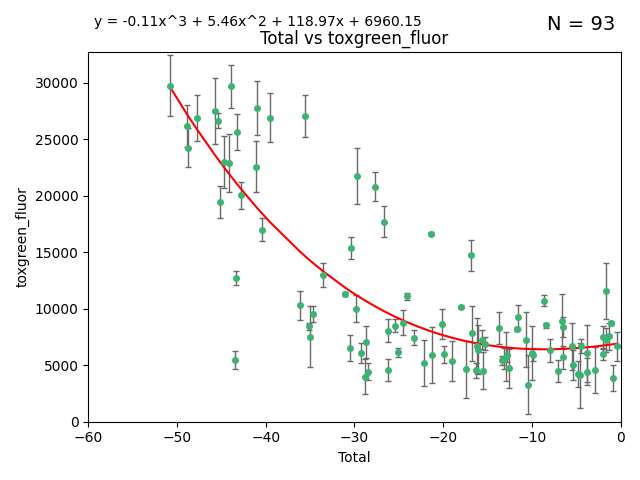 y = -0.11x^3 + 5.46x^2 + 118.97x + 6960.15
N = 93
Total vs toxgreen_fluor
30000
25000
20000
15000
10000
5000
0
toxgreen_fluor
−60
−50
−40
−30
−20
−10
0
Total